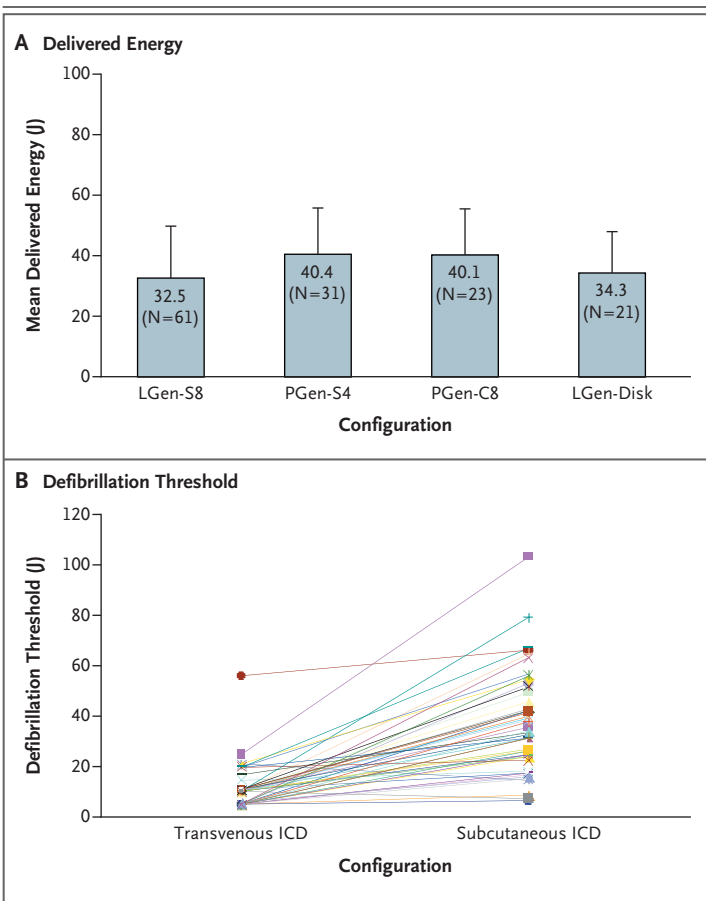 A Delivered Energy
100
80
60
40
20
0
Mean Delivered Energy (J)
32.5
(N=61)
40.4
(N=31)
40.1
(N=23)
34.3
(N=21)
LGen-S8
PGen-S4
PGen-C8
LGen-Disk
Configuration
B Defibrillation Threshold
120
100
80
60
40
20
0
Defibrillation Threshold (J)
Transvenous ICD
Subcutaneous ICD
Configuration